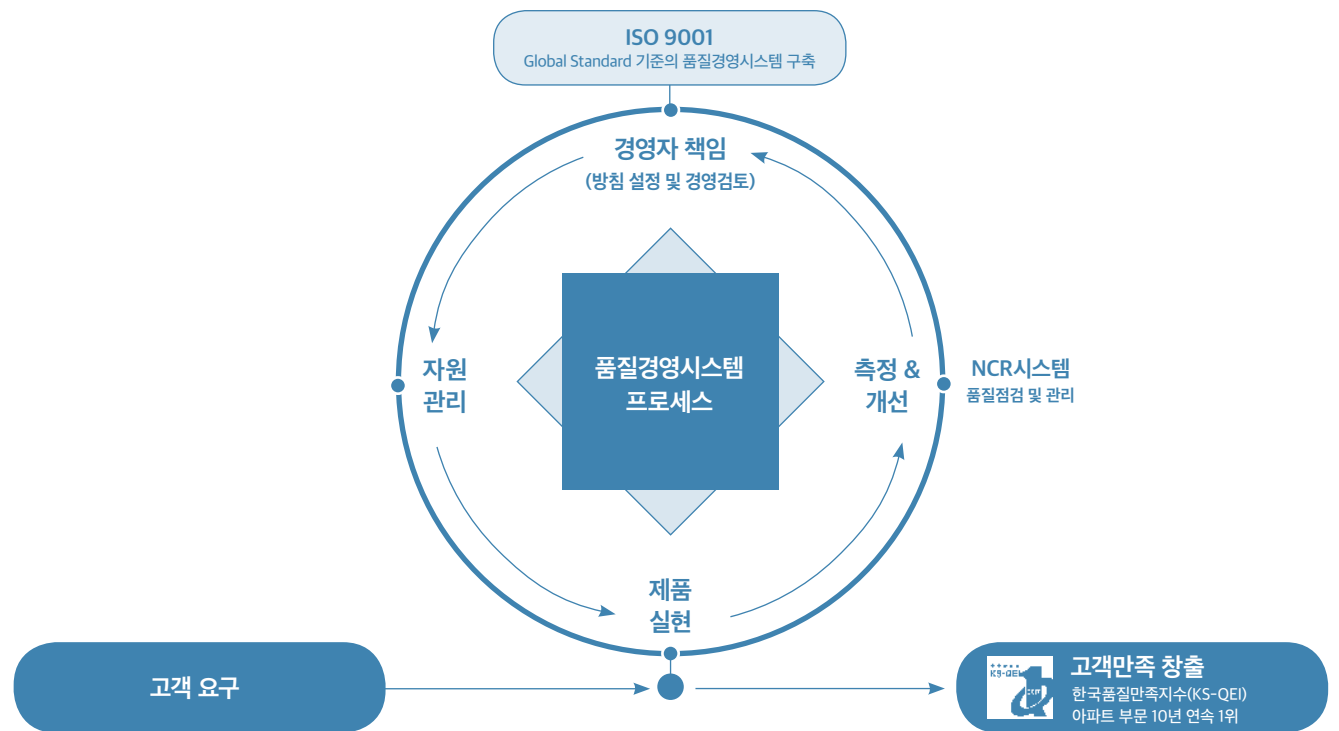 ISO 9001
Global Standard 기준의 품질경영시스템 구축
경영자 책임
(방침 설정 및 경영검토)
자원
관리
품질경영시스템
프로세스
측정 &
개선
NCR시스템
품질점검 및 관리
제품
실현
고객 요구
KS-QEI
고객만족 창출
한국품질만족지수(KS-QEI)
아파트 부문 10년 연속 1위